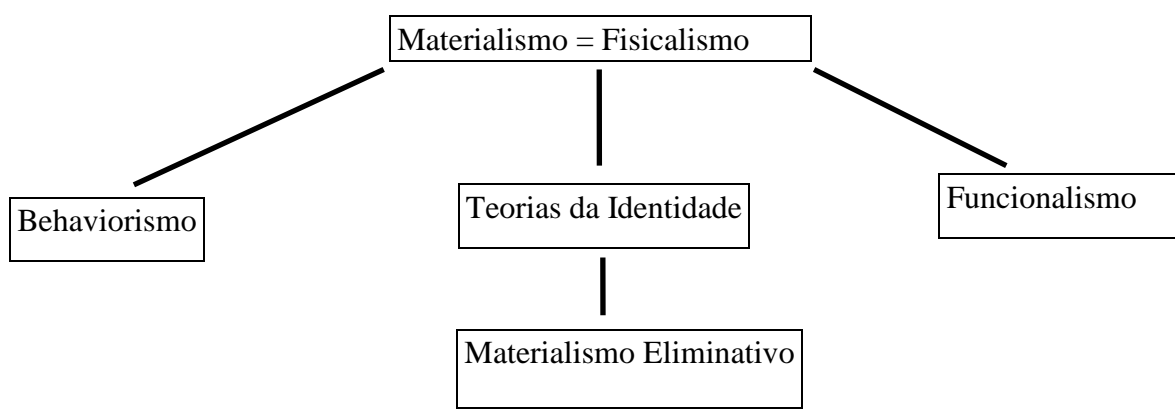 Materialismo = Fisicalismo
Behaviorismo
Teorias da Identidade
Funcionalismo
Materialismo Eliminativo